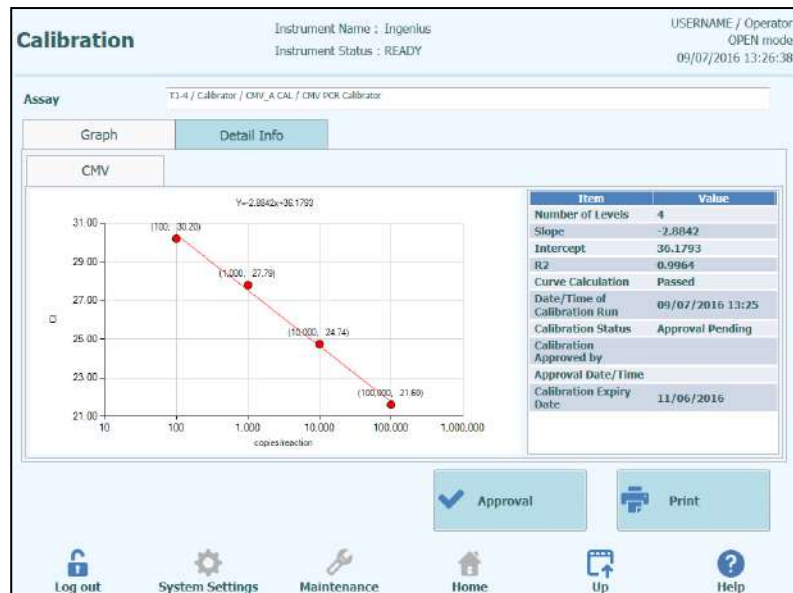 Calibration
Instrument Name : Ingenius
Instrument Status : READY
USERNAME / Operator
OPEN mode
09/07/2016 13:26:38
Assay
T1-4 / Calibrator / CMV_A CAL / CMV PCR Calibrator
Graph
Detail Info
CMV
Y=-2.8842x+36.1793
31.00
29.00
27.00
25.00
23.00
21.00
Ct
(100, 30.20)
(1,000, 27.79)
(10,000, 24.74)
(100,000, 21.60)
10
100
1,000
10,000
100,000
1,000,000
copies/reaction
Item Value
Number of Levels 4
Slope -2.8842
Intercept 36.1793
R2 0.9964
Curve Calculation Passed
Date/Time of
Calibration Run 09/07/2016 13:25
Calibration Status Approval Pending
Calibration
Approved by
Approval Date/Time
Calibration Expiry
Date 11/06/2016
Approval
Print
Log out
System Settings
Maintenance
Home
Up
Help